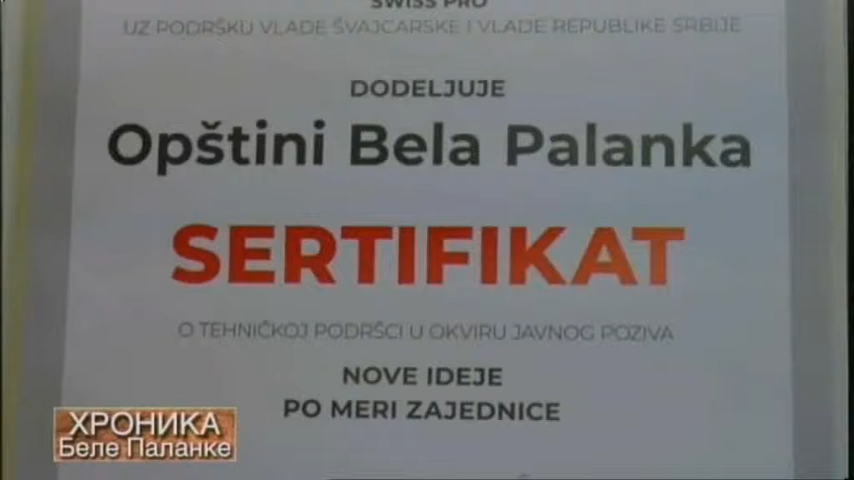 SWISS PRO
UZ PODRŠKU VLADE ŠVAJCARSKE I VLADE REPUBLIKE SRBIJE
DODELJUJE
Opštini Bela Palanka
SERTIFIKAT
O TEHNIČKOJ PODRŠCI U OKVIRU JAVNOG POZIVA
NOVE IDEJE
PO MERI ZAJEDNICE
ХРОНИКА
Беле Паланке